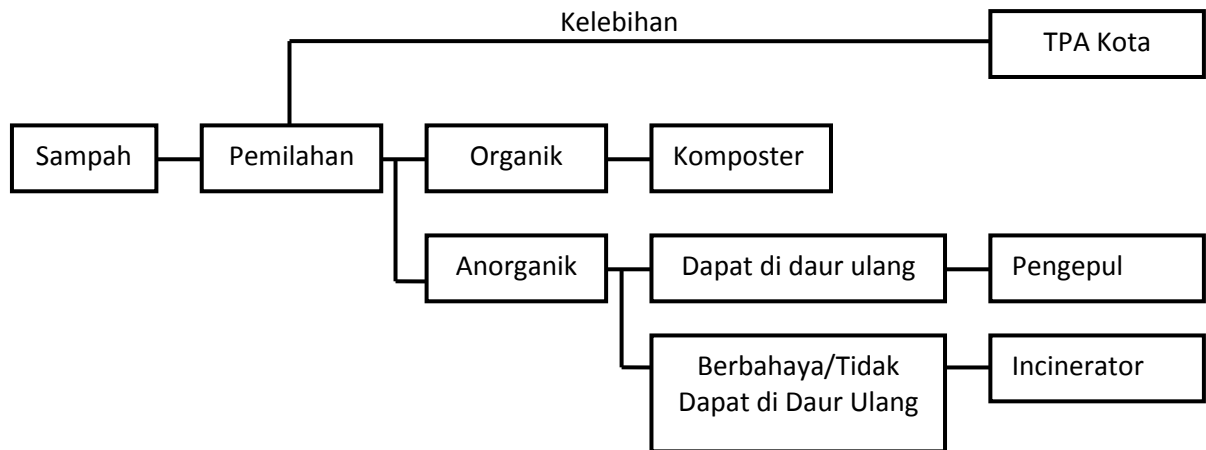 Kelebihan
TPA Kota
Sampah
Pemilahan
Organik
Komposter
Anorganik
Dapat di daur ulang
Pengepul
Berbahaya/Tidak
Dapat di Daur Ulang
Incinerator